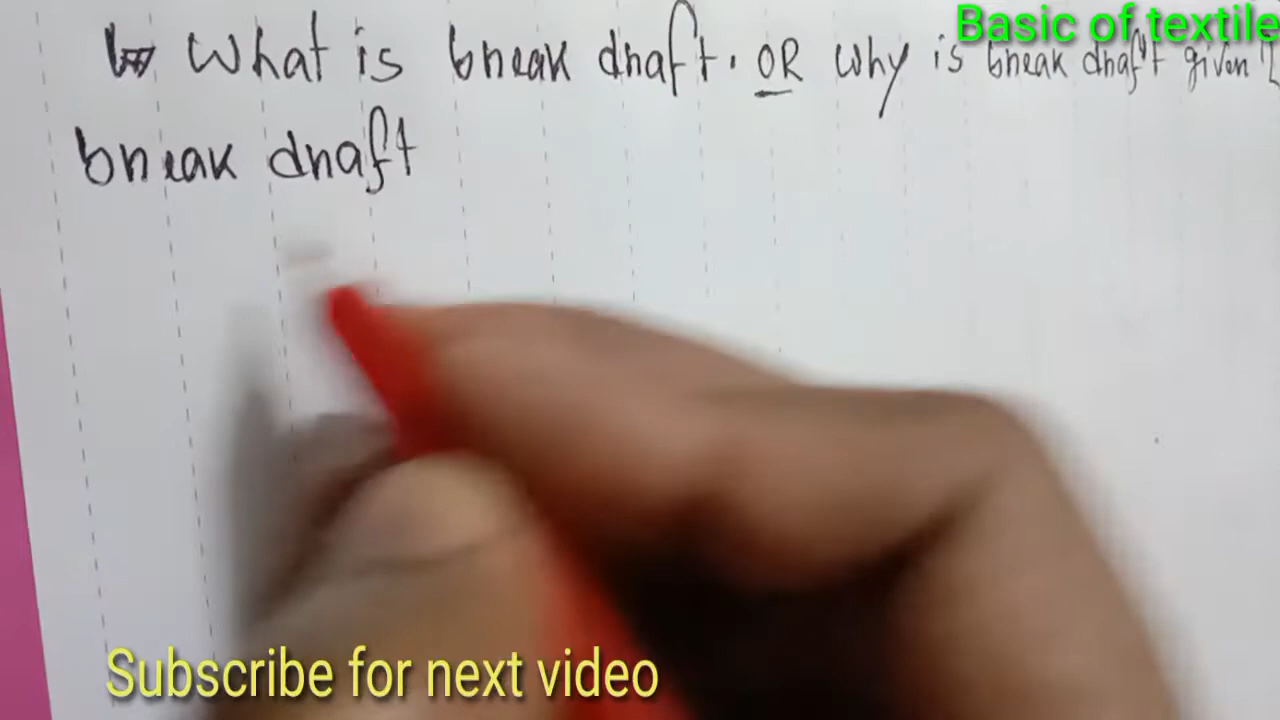 Basic of textile
What is break draft. OR why is break draft given?
break draft
Subscribe for next video